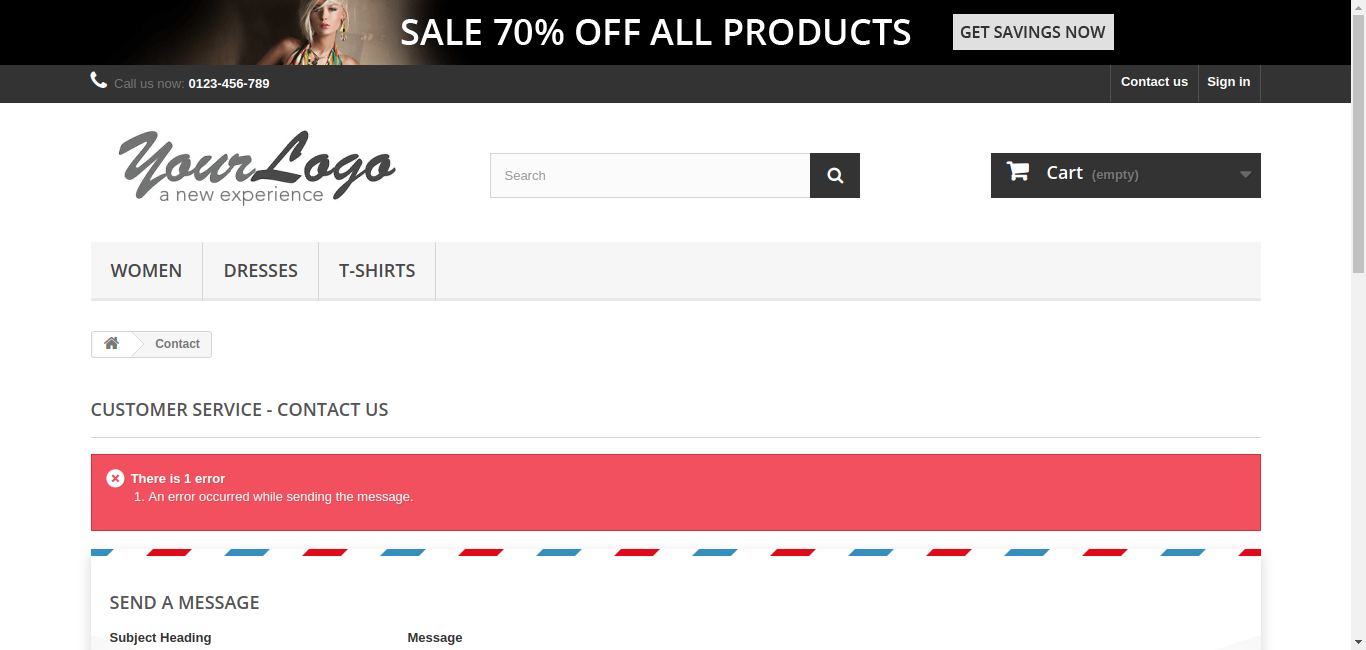 SALE 70% OFF ALL PRODUCTS GET SAVINGS NOW
Call us now: 0123-456-789 Contact us Sign in
Your Logo
a new experience
Search
Cart (empty)
WOMEN DRESSES T-SHIRTS
Contact
CUSTOMER SERVICE - CONTACT US
There is 1 error
1. An error occurred while sending the message.
SEND A MESSAGE
Subject Heading Message